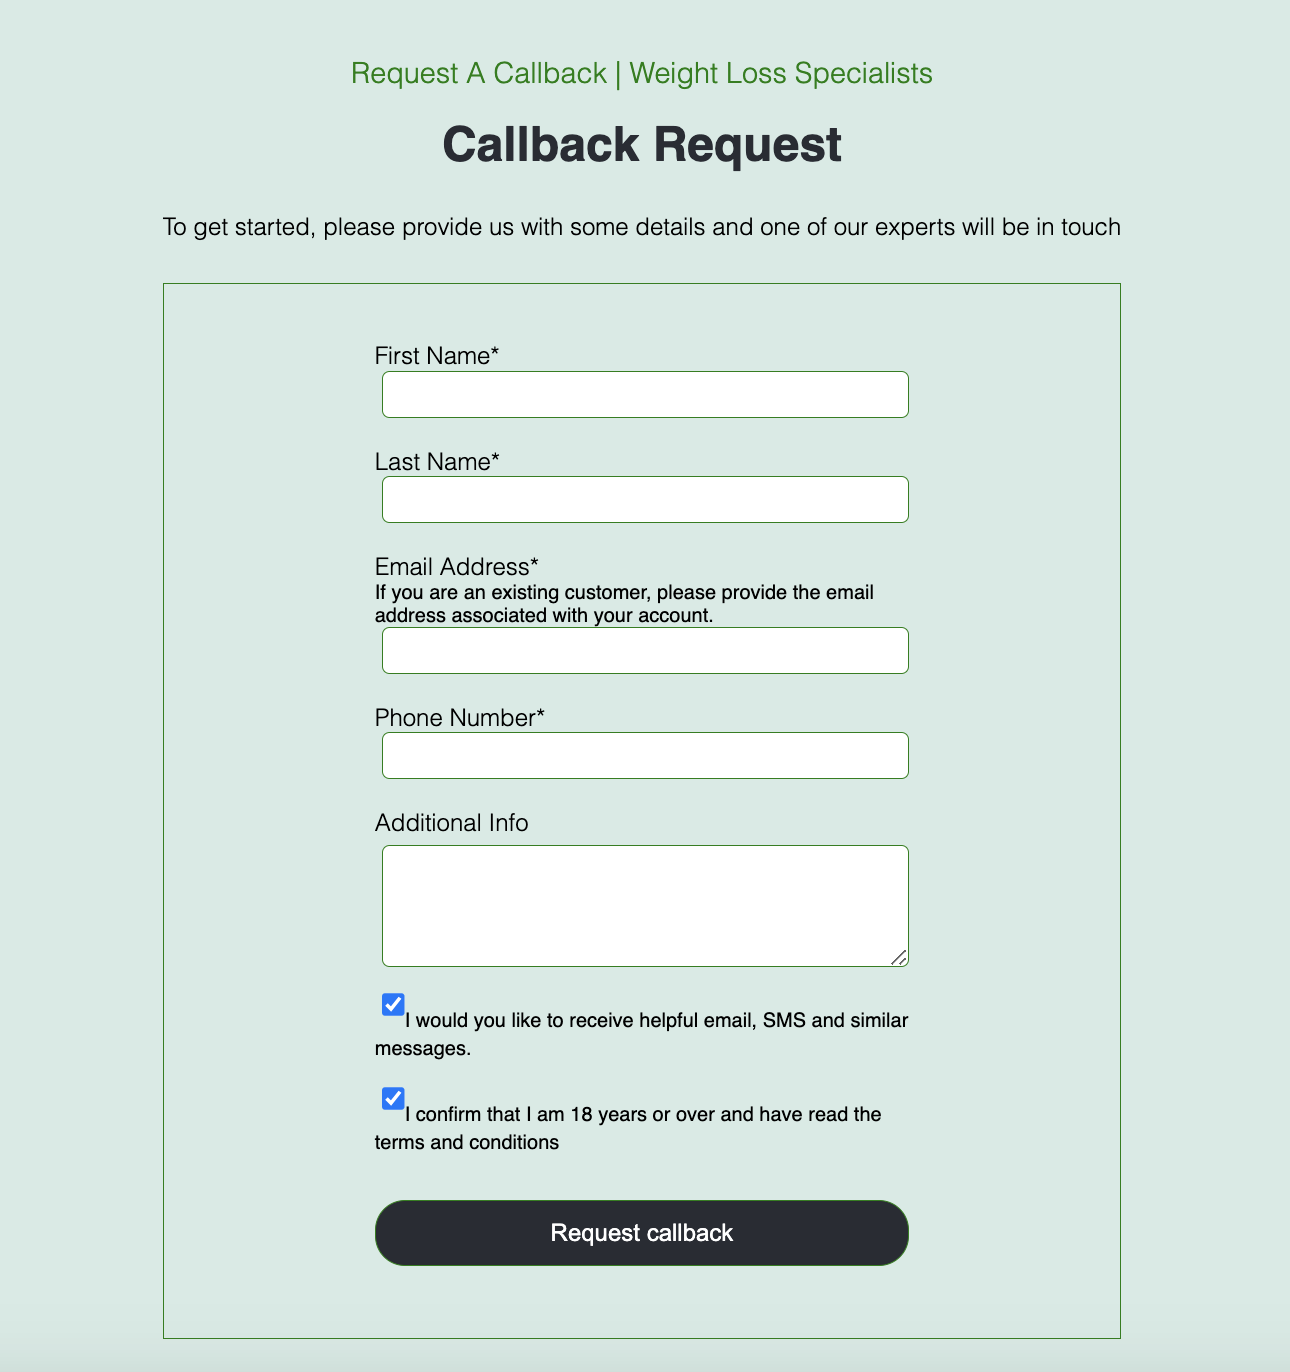 Request A Callback | Weight Loss Specialists
Callback Request
To get started, please provide us with some details and one of our experts will be in touch
First Name*
Last Name*
Email Address*
If you are an existing customer, please provide the email
address associated with your account.
Phone Number*
Additional Info
I would you like to receive helpful email, SMS and similar
messages.
I confirm that I am 18 years or over and have read the
terms and conditions
Request callback